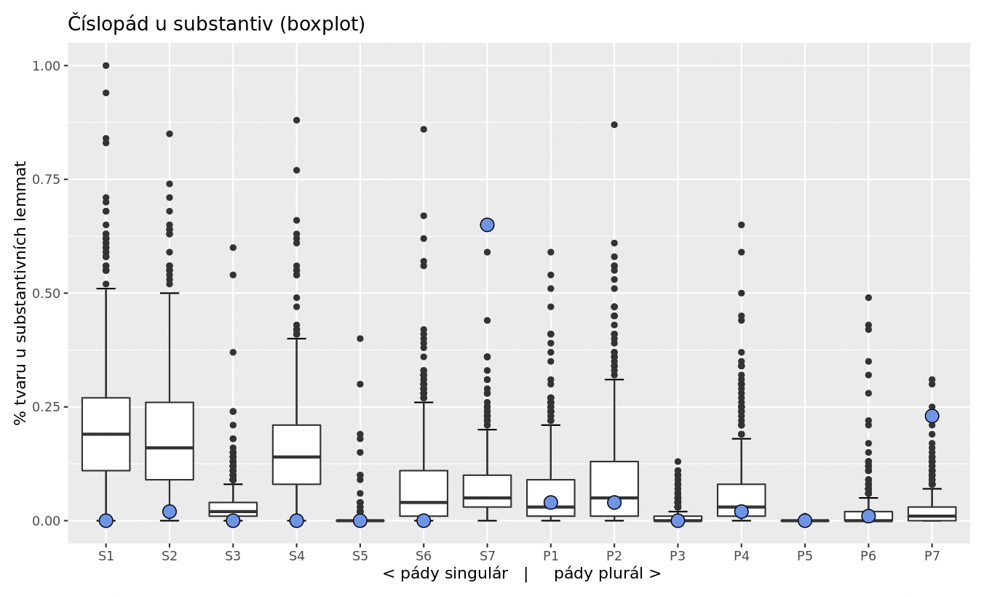 Číslopád u substantiv (boxplot)
% tvaru u substantivních lemmat
1.00
0.75
0.50
0.25
0.00
S1 S2 S3 S4 S5 S6 S7 P1 P2 P3 P4 P5 P6 P7
< pády singulár | pády plurál >